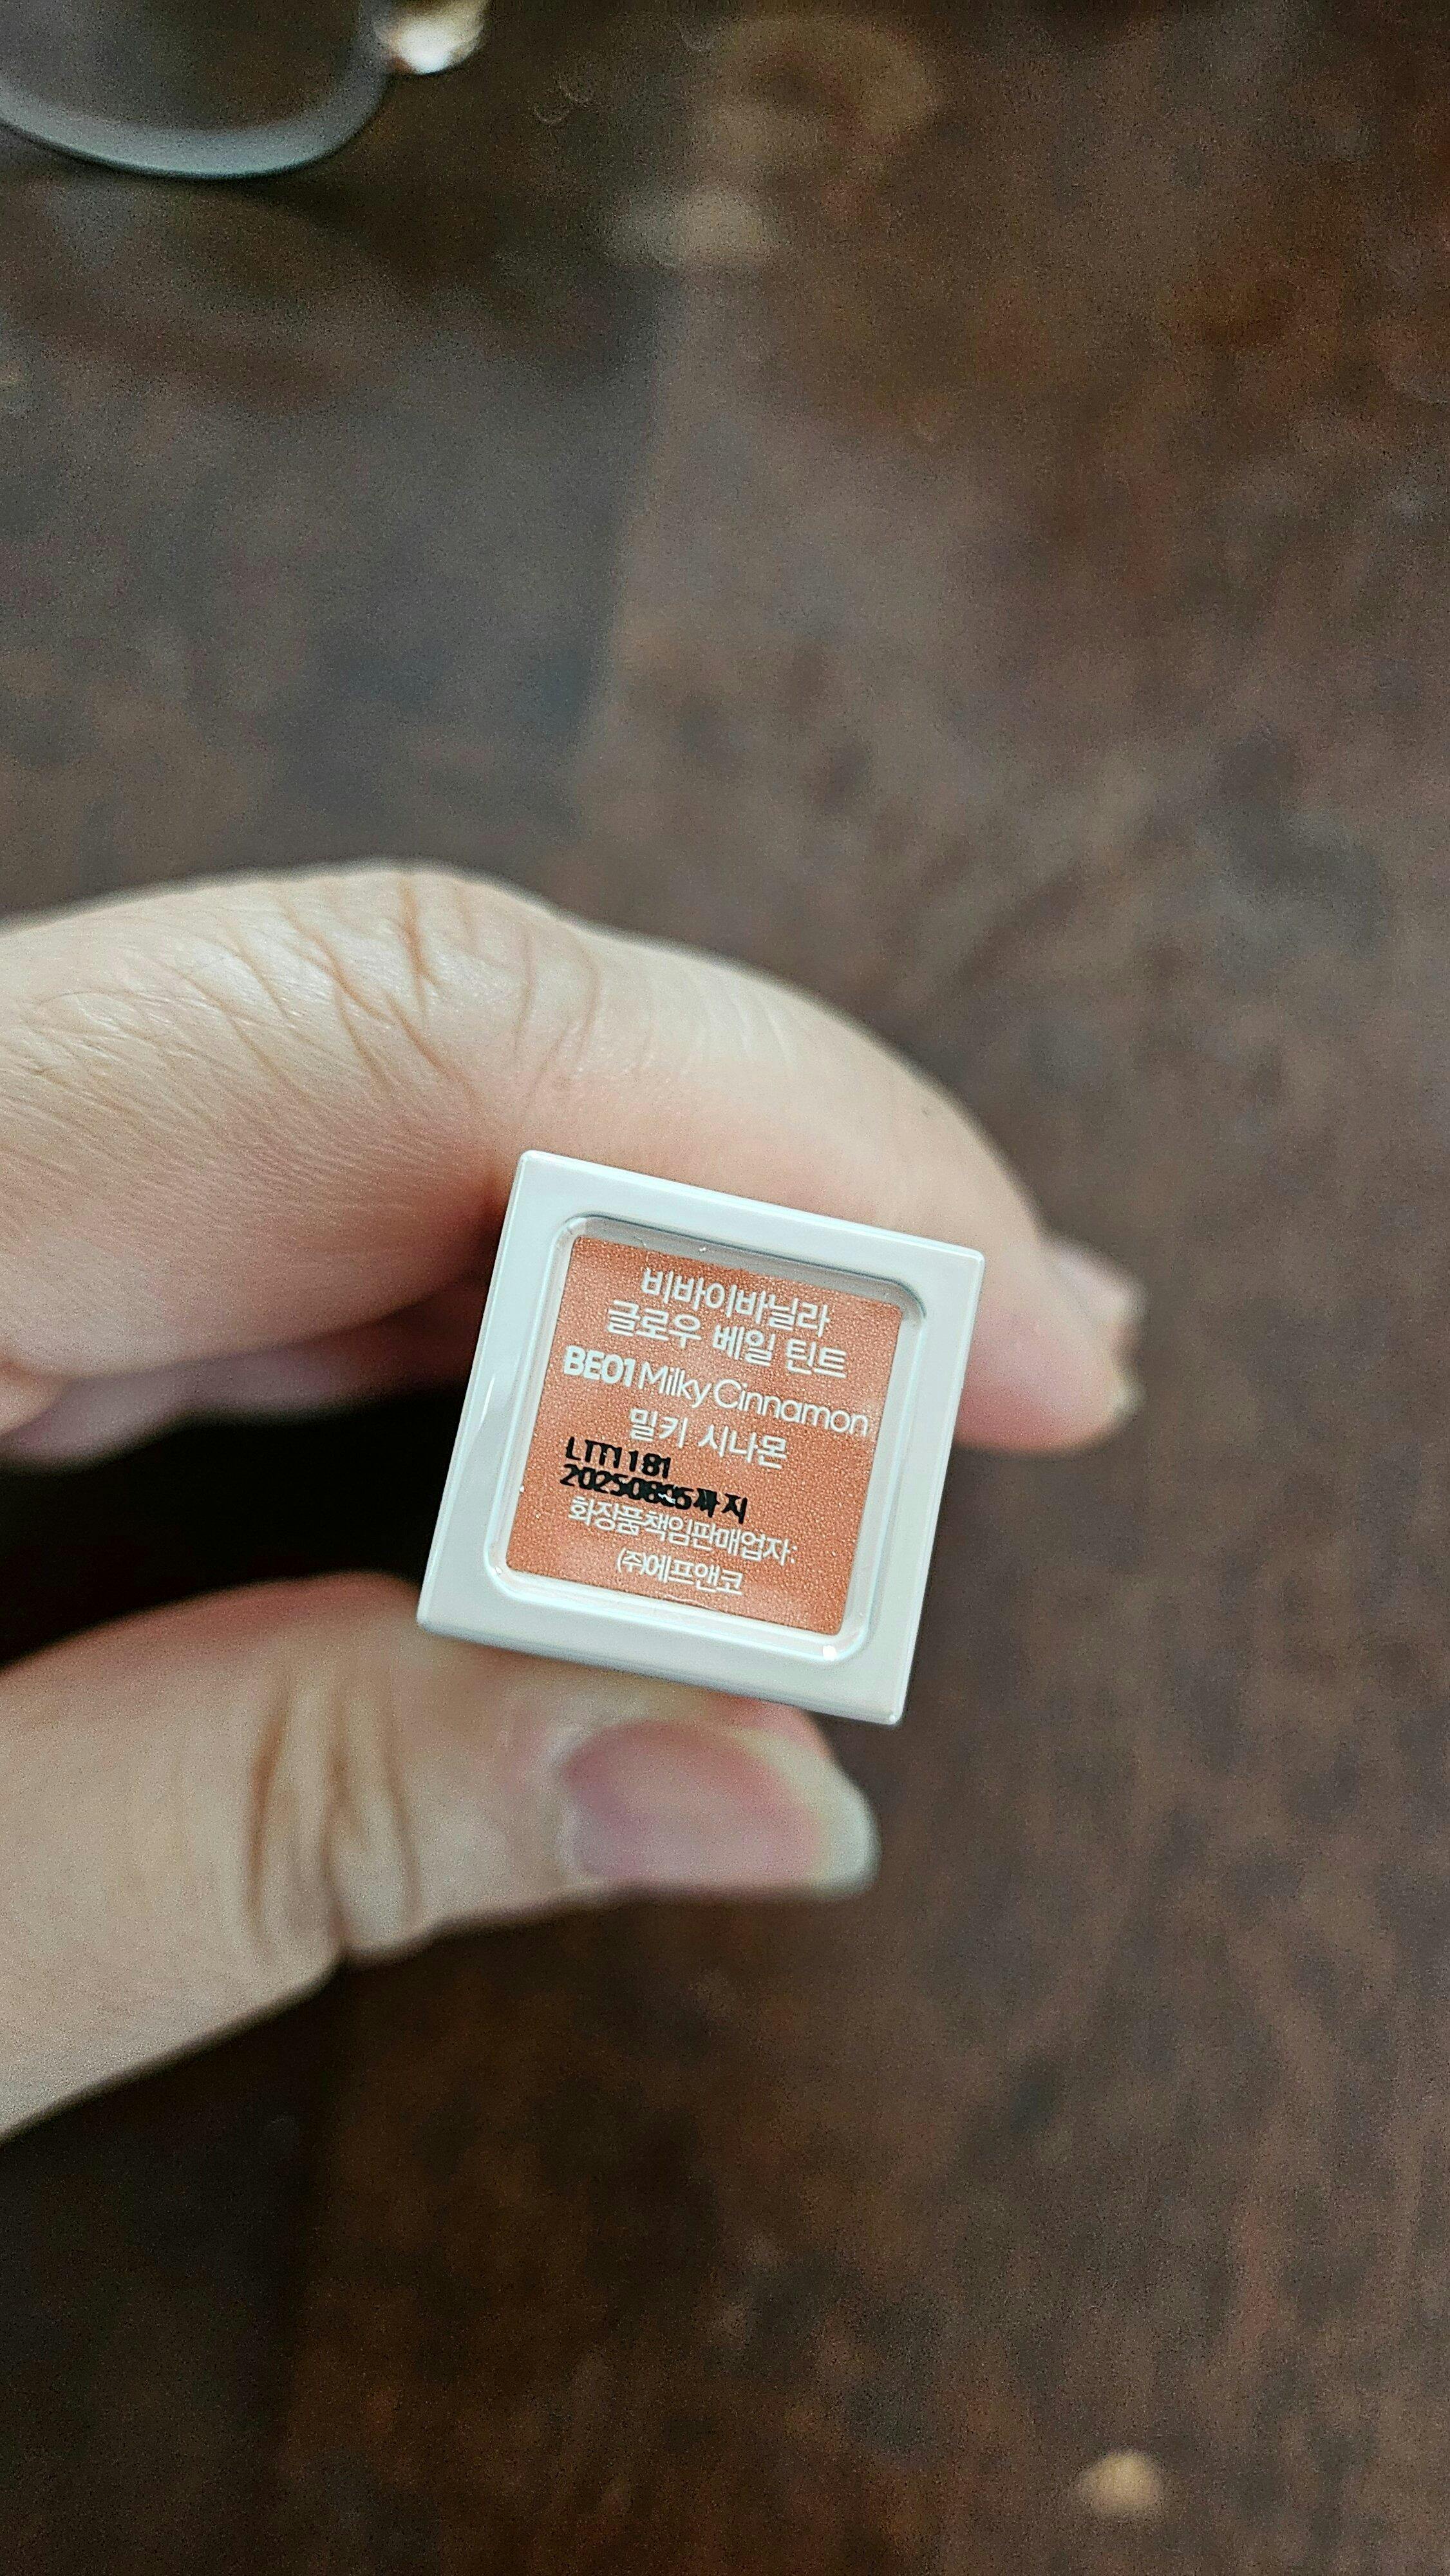 비바이바닐라
글로우 베일 틴트
BE01 Milky Cinnamon
밀키 시나몬
화장품책임판매업자:
(주)에프앤코